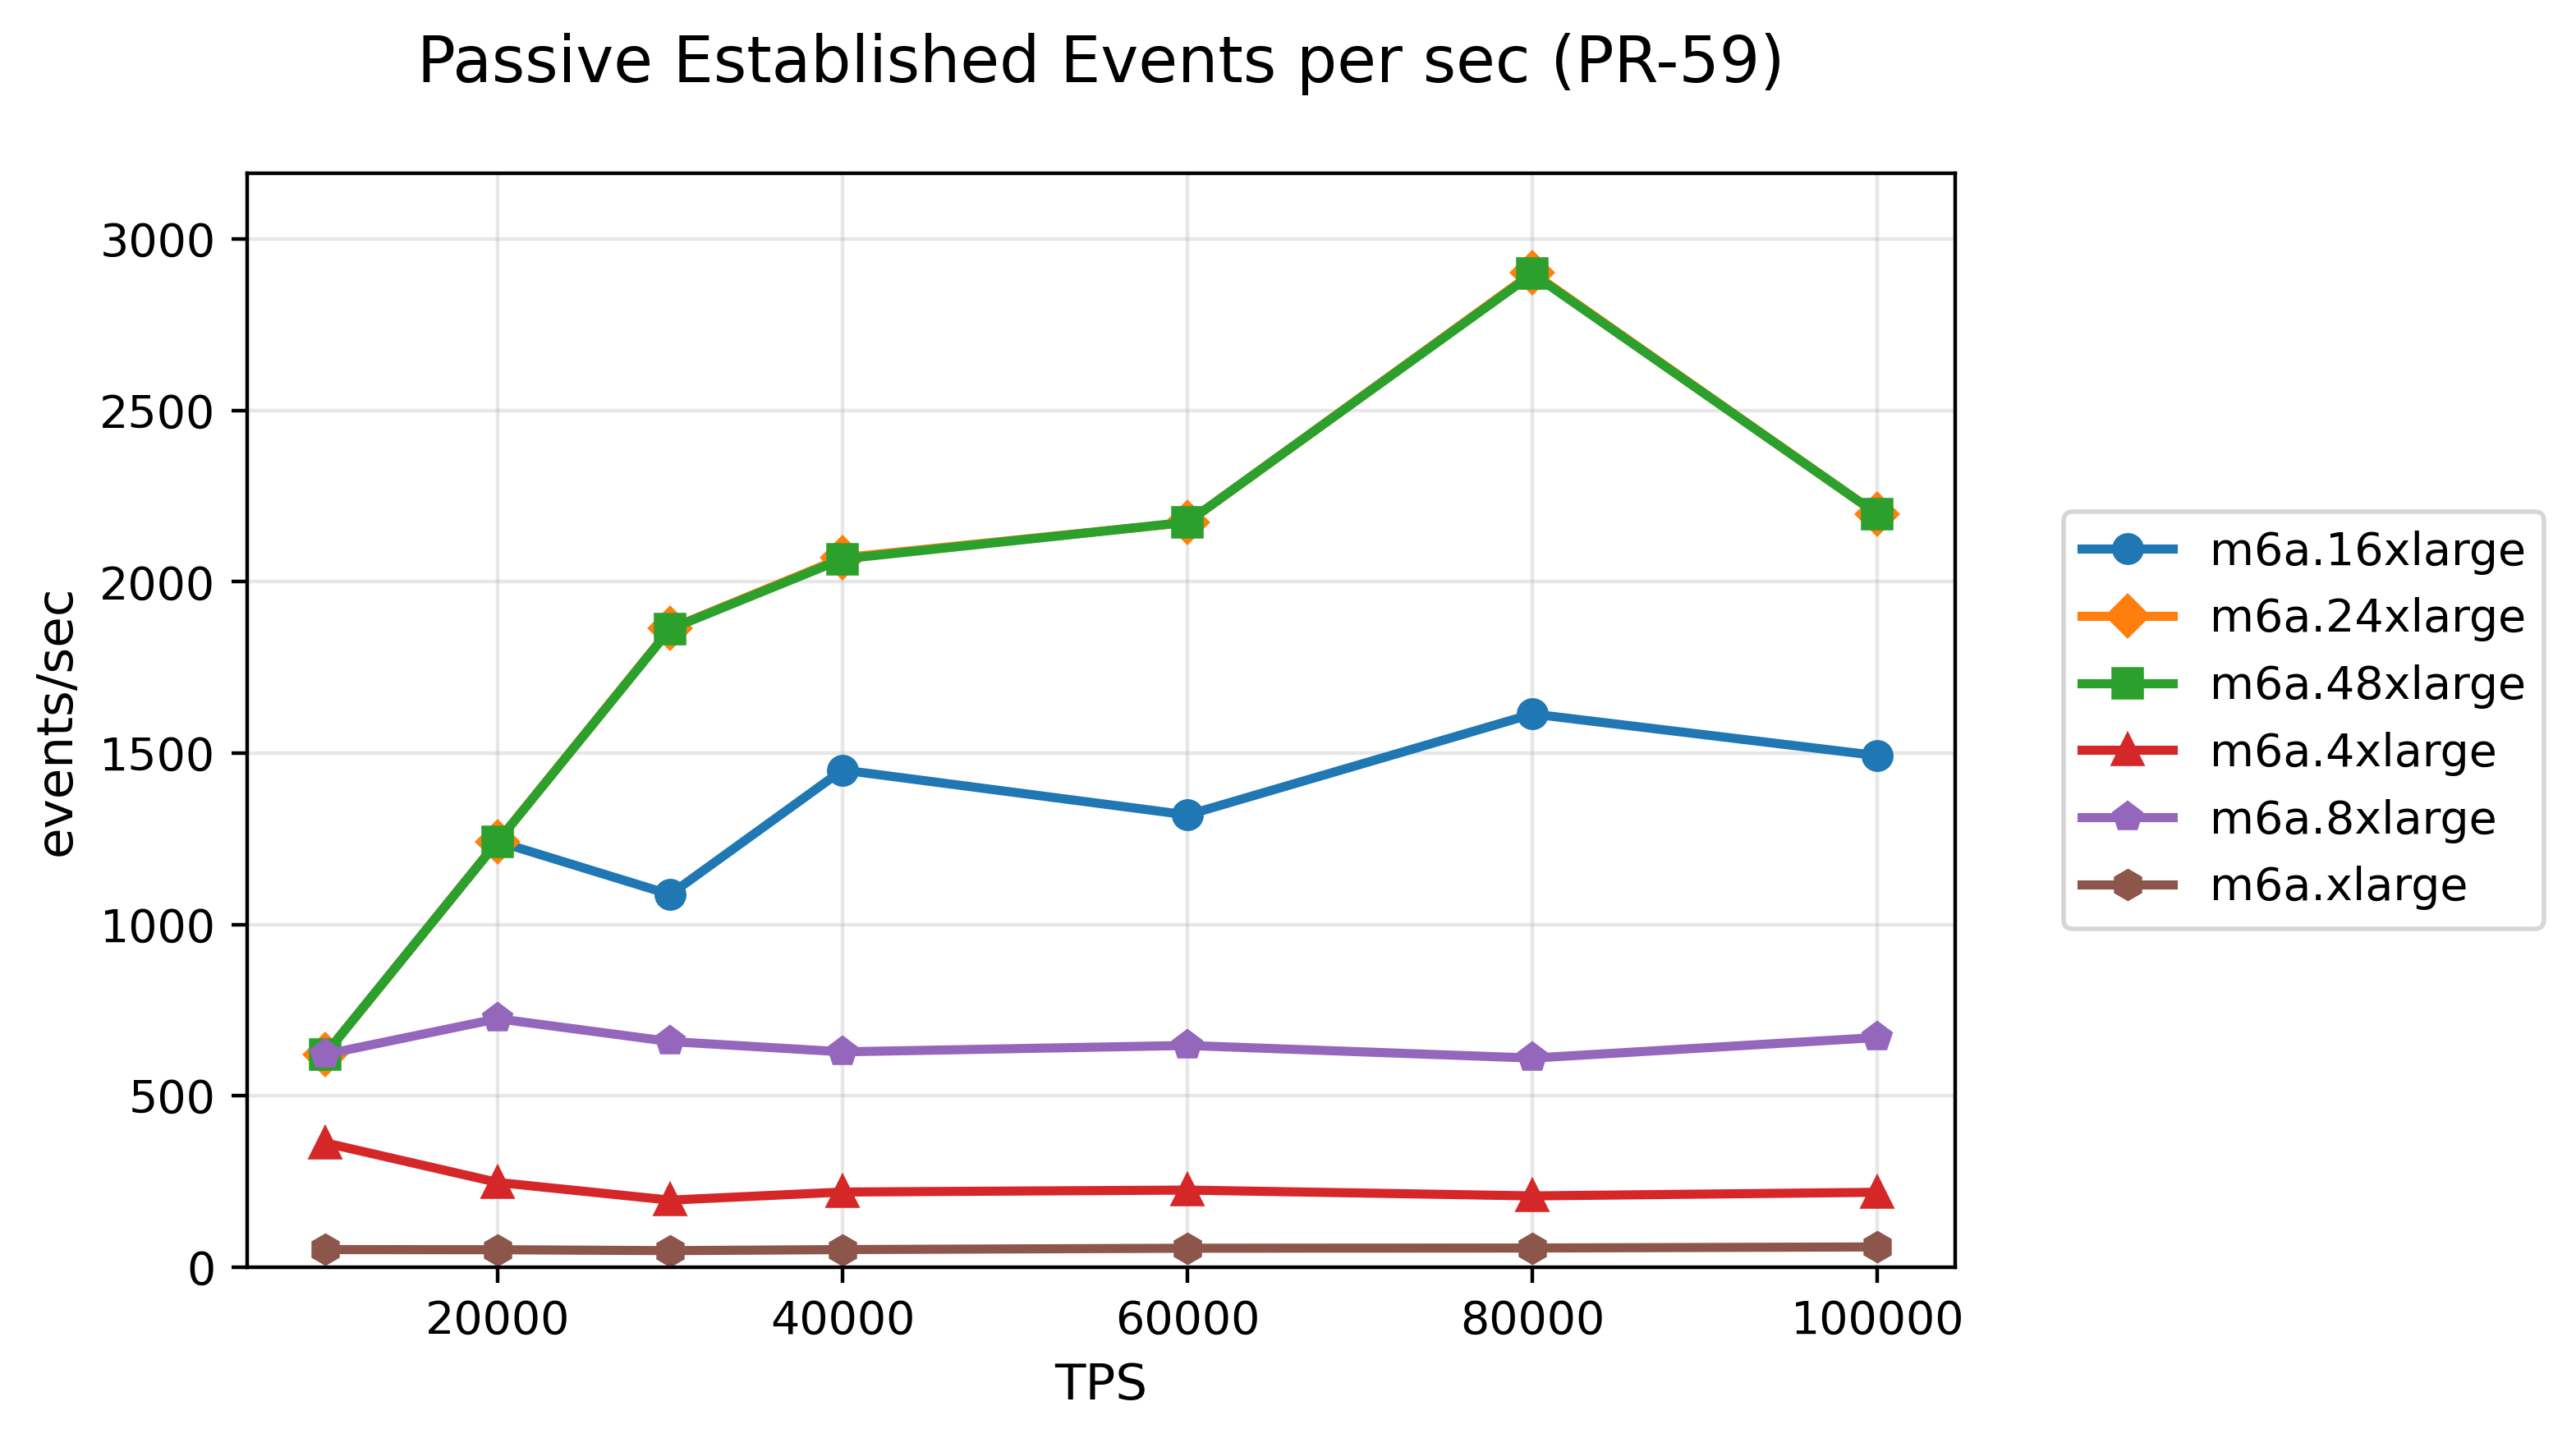 Passive Established Events per sec (PR-59)
3000
2500
2000
1500
1000
500
0
events/sec
20000 40000 60000 80000 100000
TPS
m6a.16xlarge
m6a.24xlarge
m6a.48xlarge
m6a.4xlarge
m6a.8xlarge
m6a.xlarge